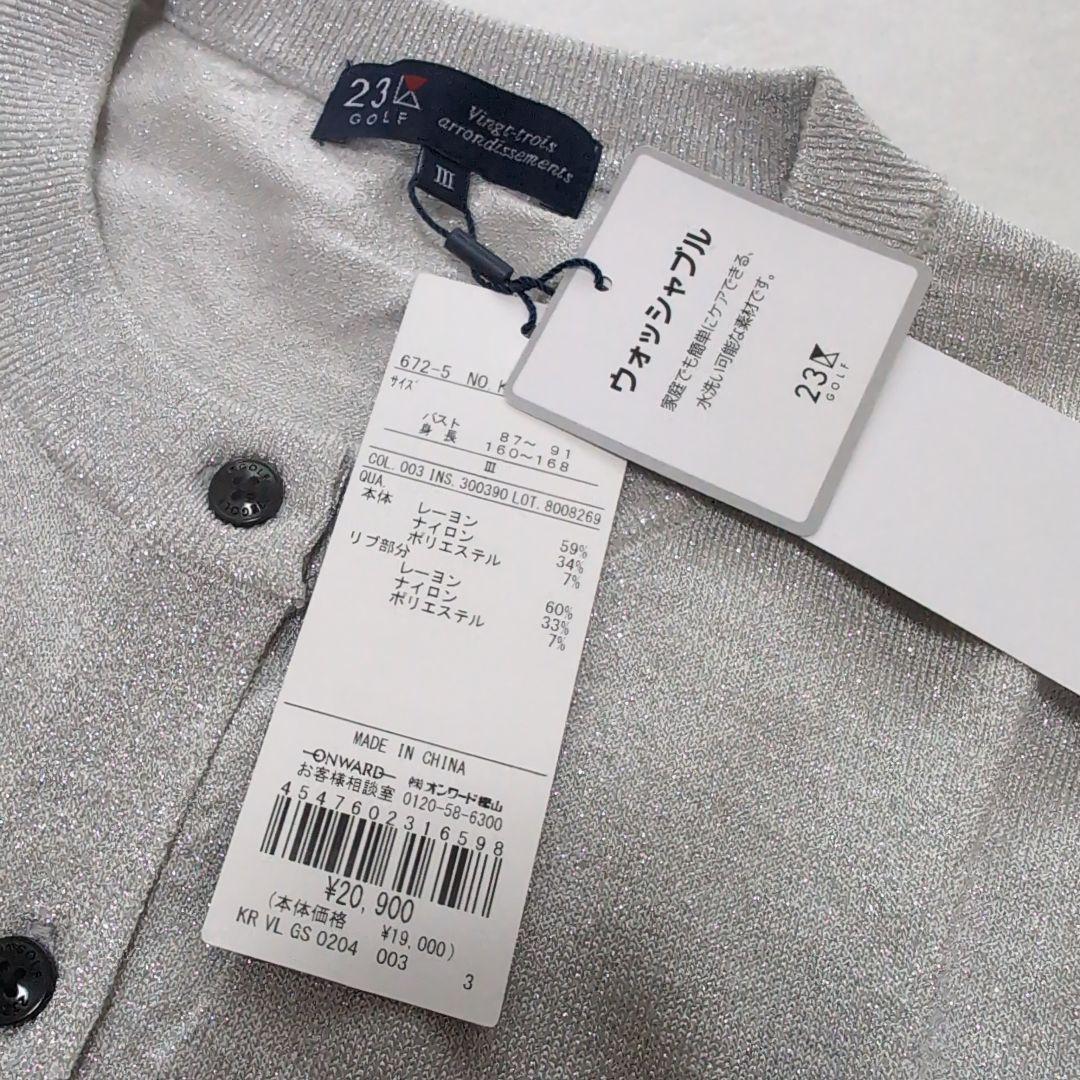 23
GOLF
Vingt-trois
arrondissements
III
ウォッシャブル
家庭でも簡単にケアできる、
水洗い可能な素材です。
23
GOLF
672-5 NO.
サイズ
バスト 87〜 91
身長 160〜168
III
COL. 003 INS. 300390 LOT. 8008269
QUA.
本体
レーヨン 59%
ナイロン 34%
ポリエステル 7%
リブ部分
レーヨン 60%
ナイロン 33%
ポリエステル 7%
MADE IN CHINA
ONWARD ㈱オンワード樫山
お客様相談室 0120-58-6300
4547602316598
¥20,900
(本体価格 ¥19,000)
KR VL GS 0204 003
3